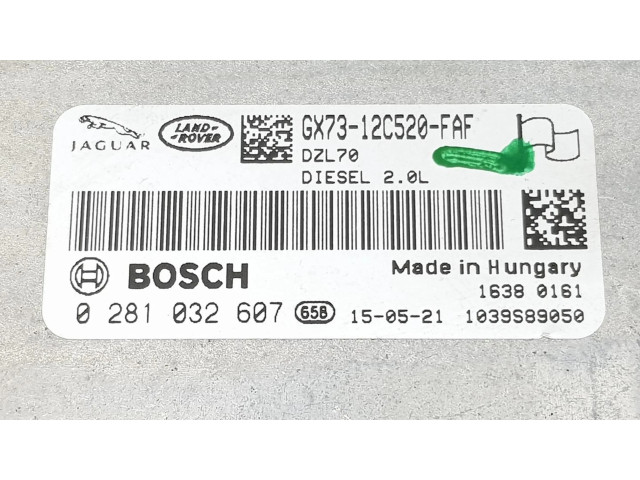 JAGUAR
LAND-
ROVER
GX73-12C520-FAF
DZL70
DIESEL 2.0L
BOSCH
Made in Hungary
1638 0161
0 281 032 607 65B 15-05-21 1039S89050